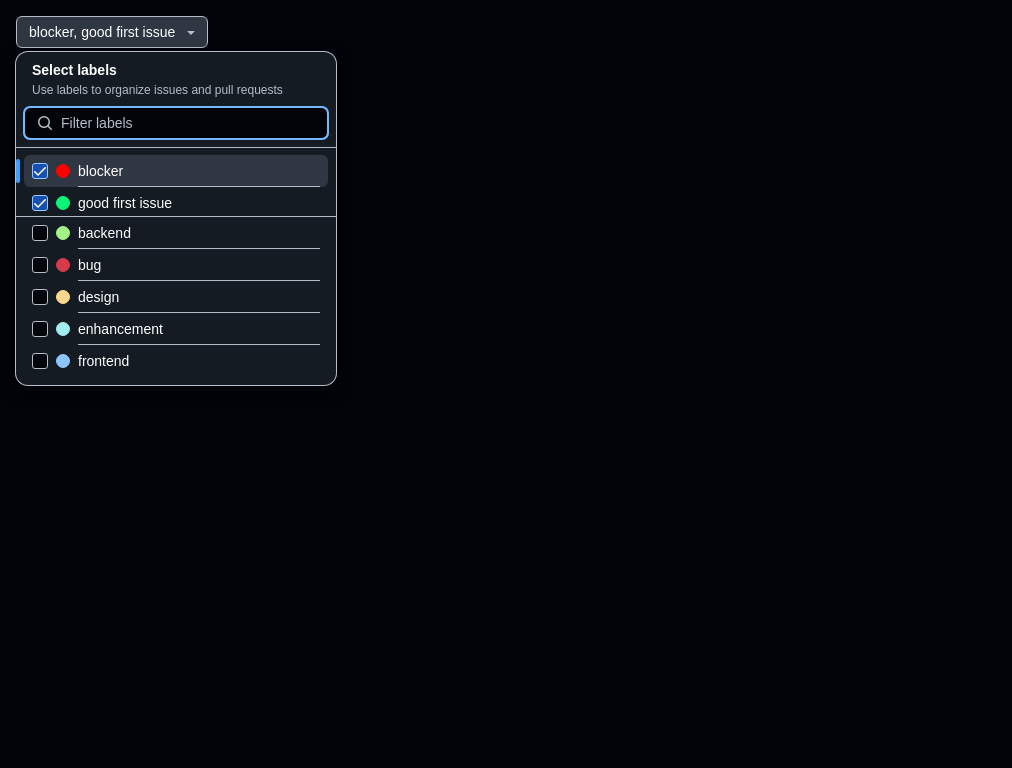 blocker, good first issue
Select labels
Use labels to organize issues and pull requests
Filter labels
blocker
good first issue
backend
bug
design
enhancement
frontend